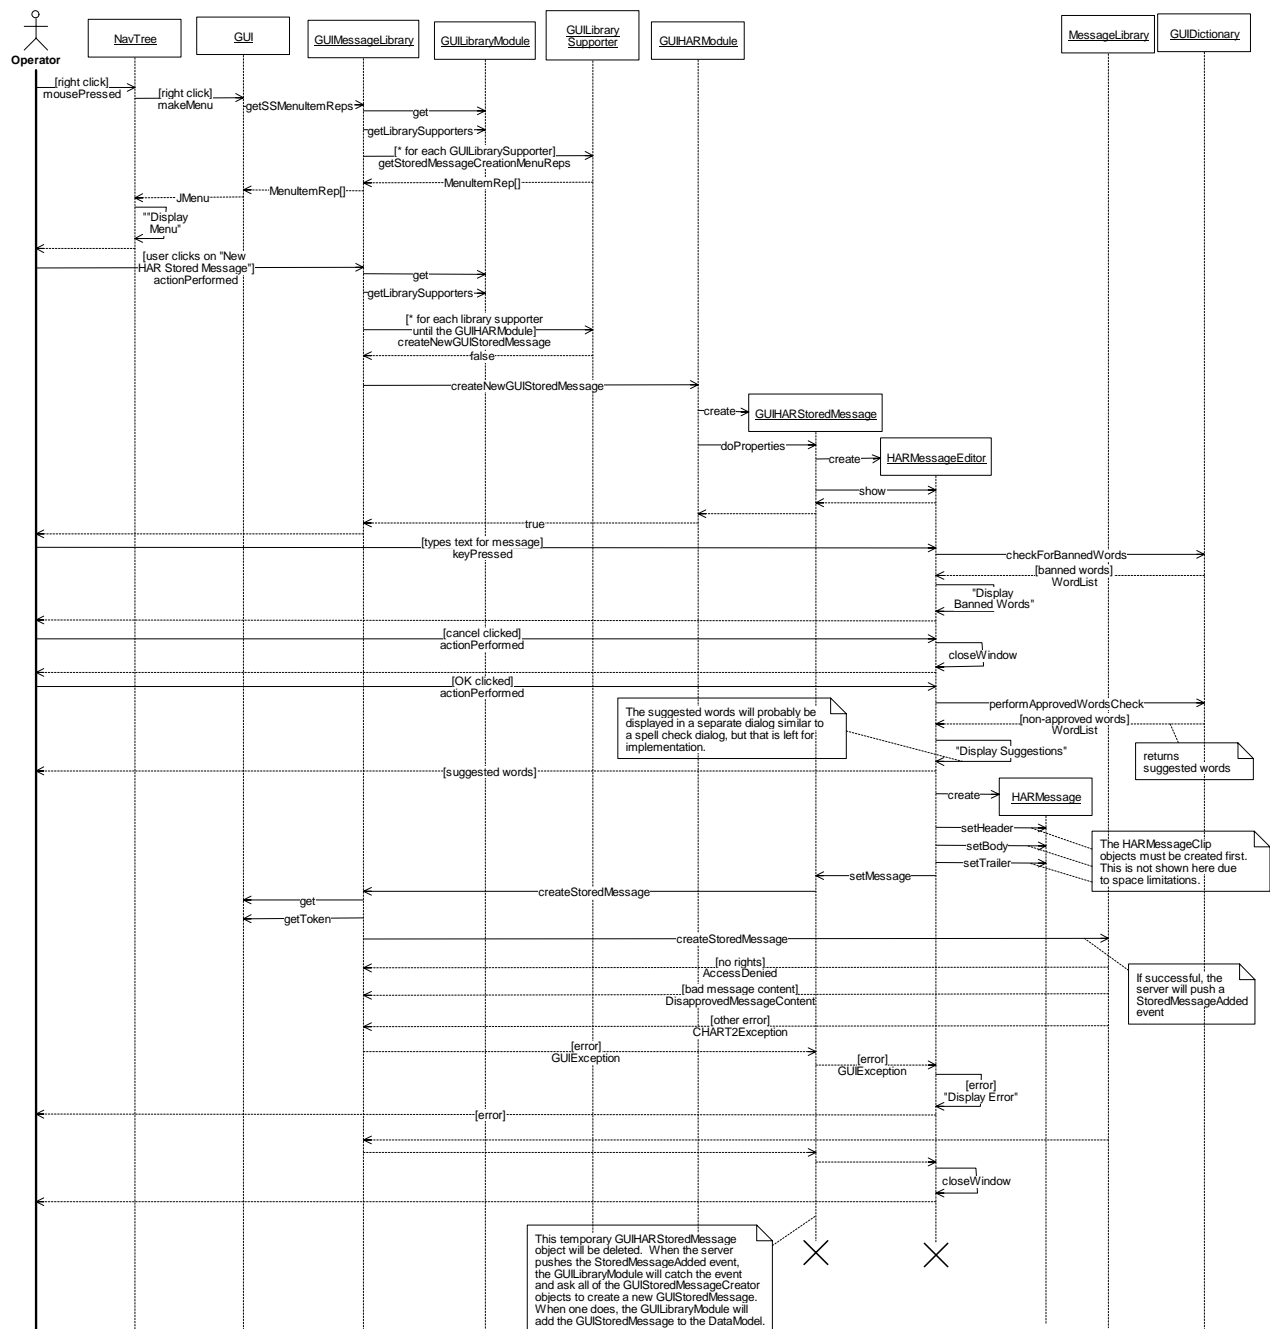 Operator
NavTree
GUI
GUIMessageLibrary
GUILibraryModule
GUILibrary
Supporter
GUIHARModule
MessageLibrary
GUIDictionary
[right click]
mousePressed
[right click]
makeMenu
getSSMenuItemReps
get
getLibrarySupporters
[* for each GUILibrarySupporter]
getStoredMessageCreationMenuReps
MenuItemRep[]
MenuItemRep[]
JMenu
""Display
Menu"
[user clicks on "New
HAR Stored Message"]
actionPerformed
get
getLibrarySupporters
[* for each library supporter
until the GUIHARModule]
createNewGUIStoredMessage
false
createNewGUIStoredMessage
create
GUIHARStoredMessage
doProperties
create
HARMessageEditor
show
true
[types text for message]
keyPressed
checkForBannedWords
[banned words]
WordList
"Display
Banned Words"
[cancel clicked]
actionPerformed
closeWindow
[OK clicked]
actionPerformed
performApprovedWordsCheck
[non-approved words]
WordList
The suggested words will probably be
displayed in a separate dialog similar to
a spell check dialog, but that is left for
implementation.
"Display Suggestions"
returns
suggested words
[suggested words]
create
HARMessage
setHeader
setBody
setTrailer
The HARMessageClip
objects must be created first.
This is not shown here due
to space limitations.
setMessage
createStoredMessage
get
getToken
createStoredMessage
[no rights]
AccessDenied
[bad message content]
DisapprovedMessageContent
If successful, the
server will push a
StoredMessageAdded
event
[other error]
CHART2Exception
[error]
GUIException
[error]
GUIException
[error]
"Display Error"
[error]
closeWindow
This temporary GUIHARStoredMessage
object will be deleted.  When the server
pushes the StoredMessageAdded event,
the GUILibraryModule will catch the event
and ask all of the GUIStoredMessageCreator
objects to create a new GUIStoredMessage.
When one does, the GUILibraryModule will
add the GUIStoredMessage to the DataModel.